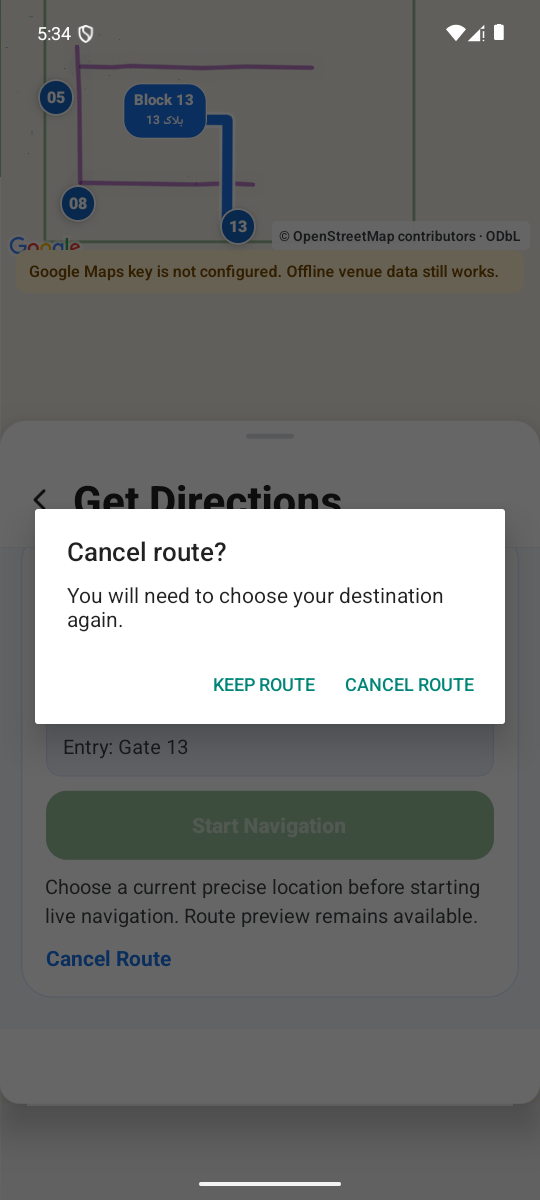 5:34
05
Block 13
بلاک 13
08
13
Google
© OpenStreetMap contributors · ODbL
Google Maps key is not configured. Offline venue data still works.
Get Directions
Cancel route?
You will need to choose your destination
again.
KEEP ROUTE
CANCEL ROUTE
Entry: Gate 13
Start Navigation
Choose a current precise location before starting
live navigation. Route preview remains available.
Cancel Route